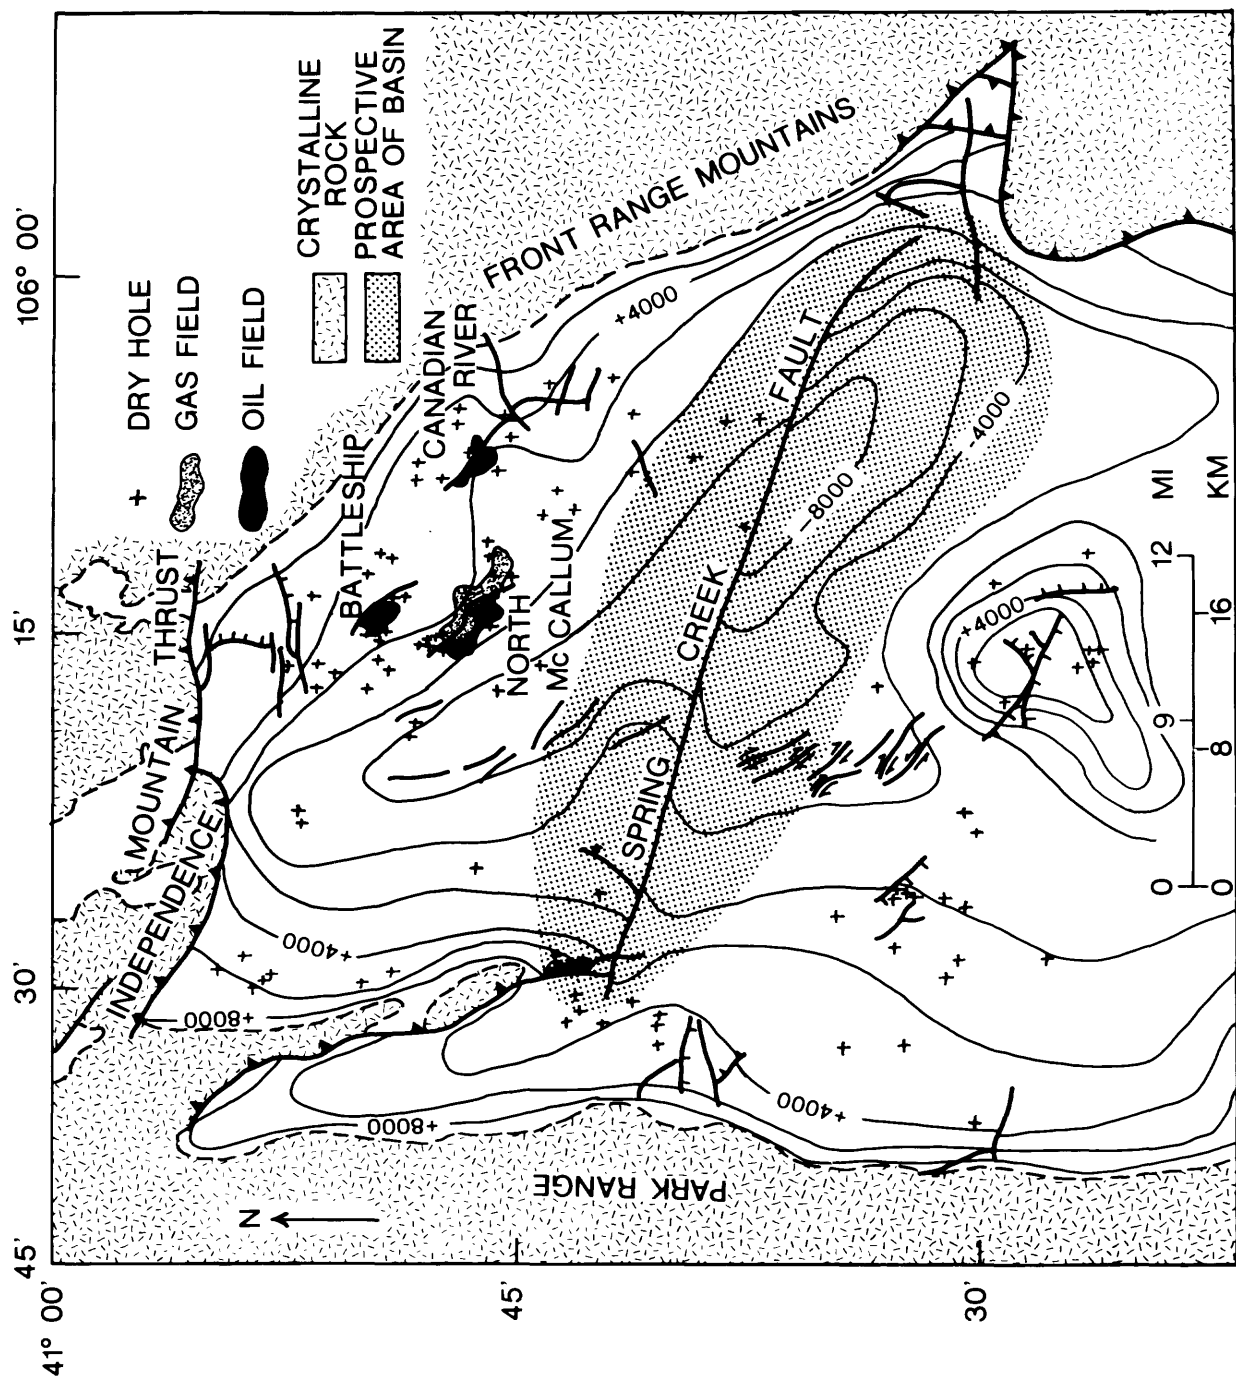 41° 00'
45'
30'
15'
106° 00'
45'
30'
+ DRY HOLE
GAS FIELD
OIL FIELD
CRYSTALLINE
ROCK
PROSPECTIVE
AREA OF BASIN
INDEPENDENCE
MOUNTAIN
THRUST
BATTLESHIP
CANADIAN
RIVER
NORTH
McCALLUM
FRONT RANGE MOUNTAINS
SPRING
CREEK
FAULT
PARK RANGE
N
+8000
+4000
+8000
+4000
+4000
-8000
-4000
+4000
0
8
16
KM
0
9
12
MI